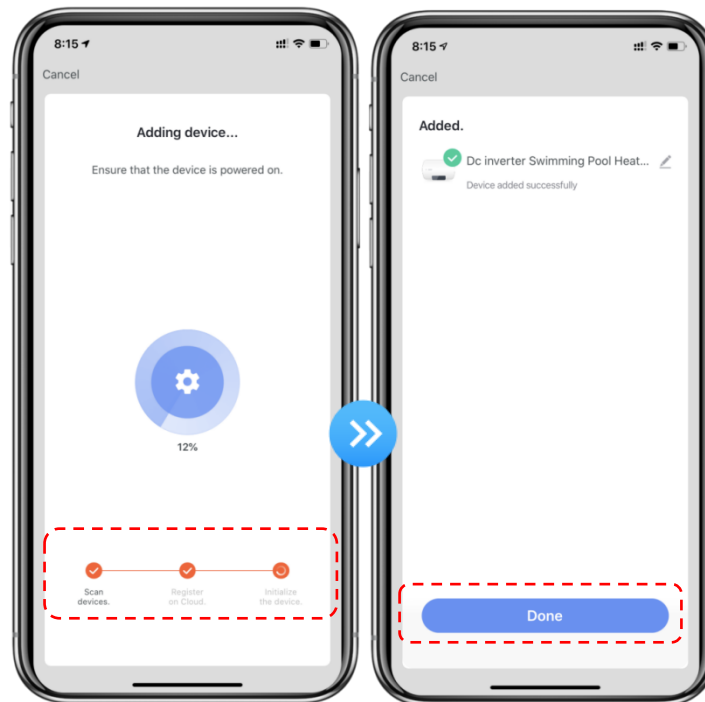 8:15
Cancel
Adding device...
Ensure that the device is powered on.
12%
Scan
devices.
Register
on Cloud.
Initialize
the device.
8:15
Cancel
Added.
Dc inverter Swimming Pool Heat...
Device added successfully
Done